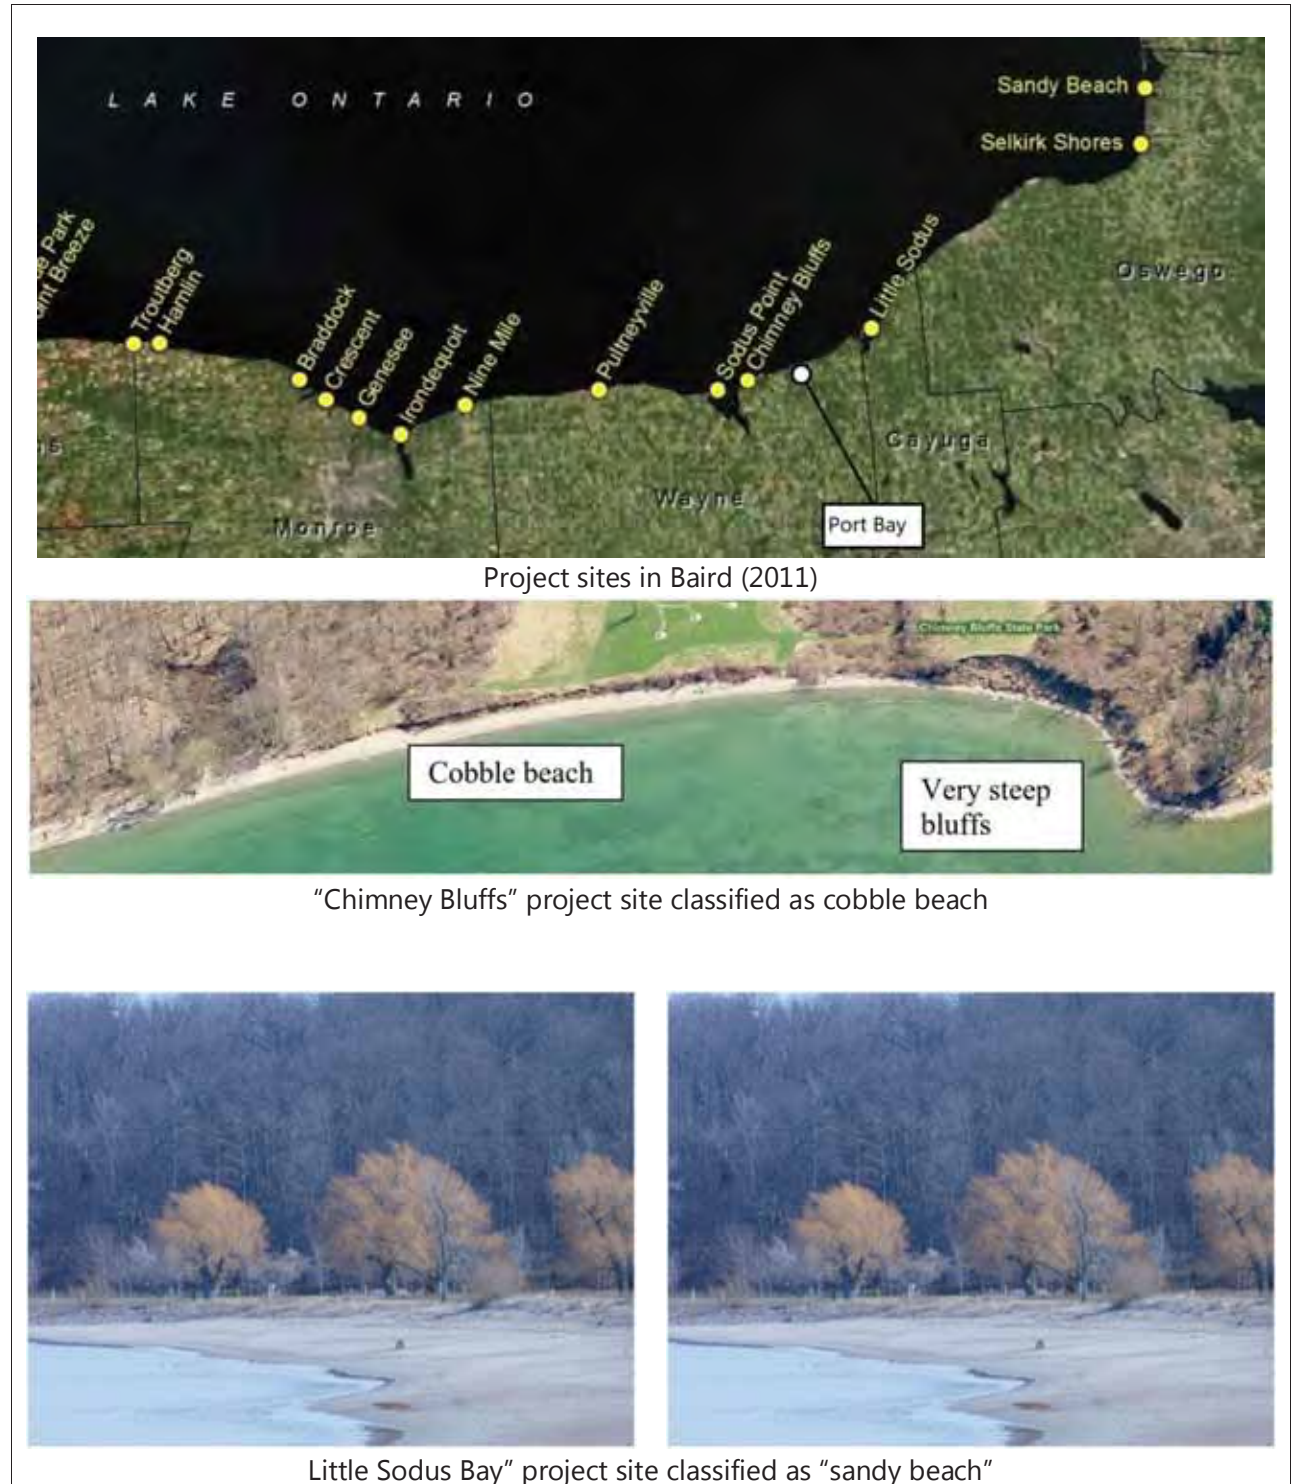 LAKE ONTARIO
Sandy Beach
Selkirk Shores
Park
Breeze
Troutberg
Hamlin
Braddock
Crescent
Genesee
Irondequoit
Nine Mile
Pultneyville
Sodus Point
Chimney Bluffs
Little Sodus
Oswego
Cayuga
Wayne
Monroe
Port Bay
Project sites in Baird (2011)
Chimney Bluffs State Park
Cobble beach
Very steep
bluffs
“Chimney Bluffs” project site classified as cobble beach
Little Sodus Bay” project site classified as “sandy beach”